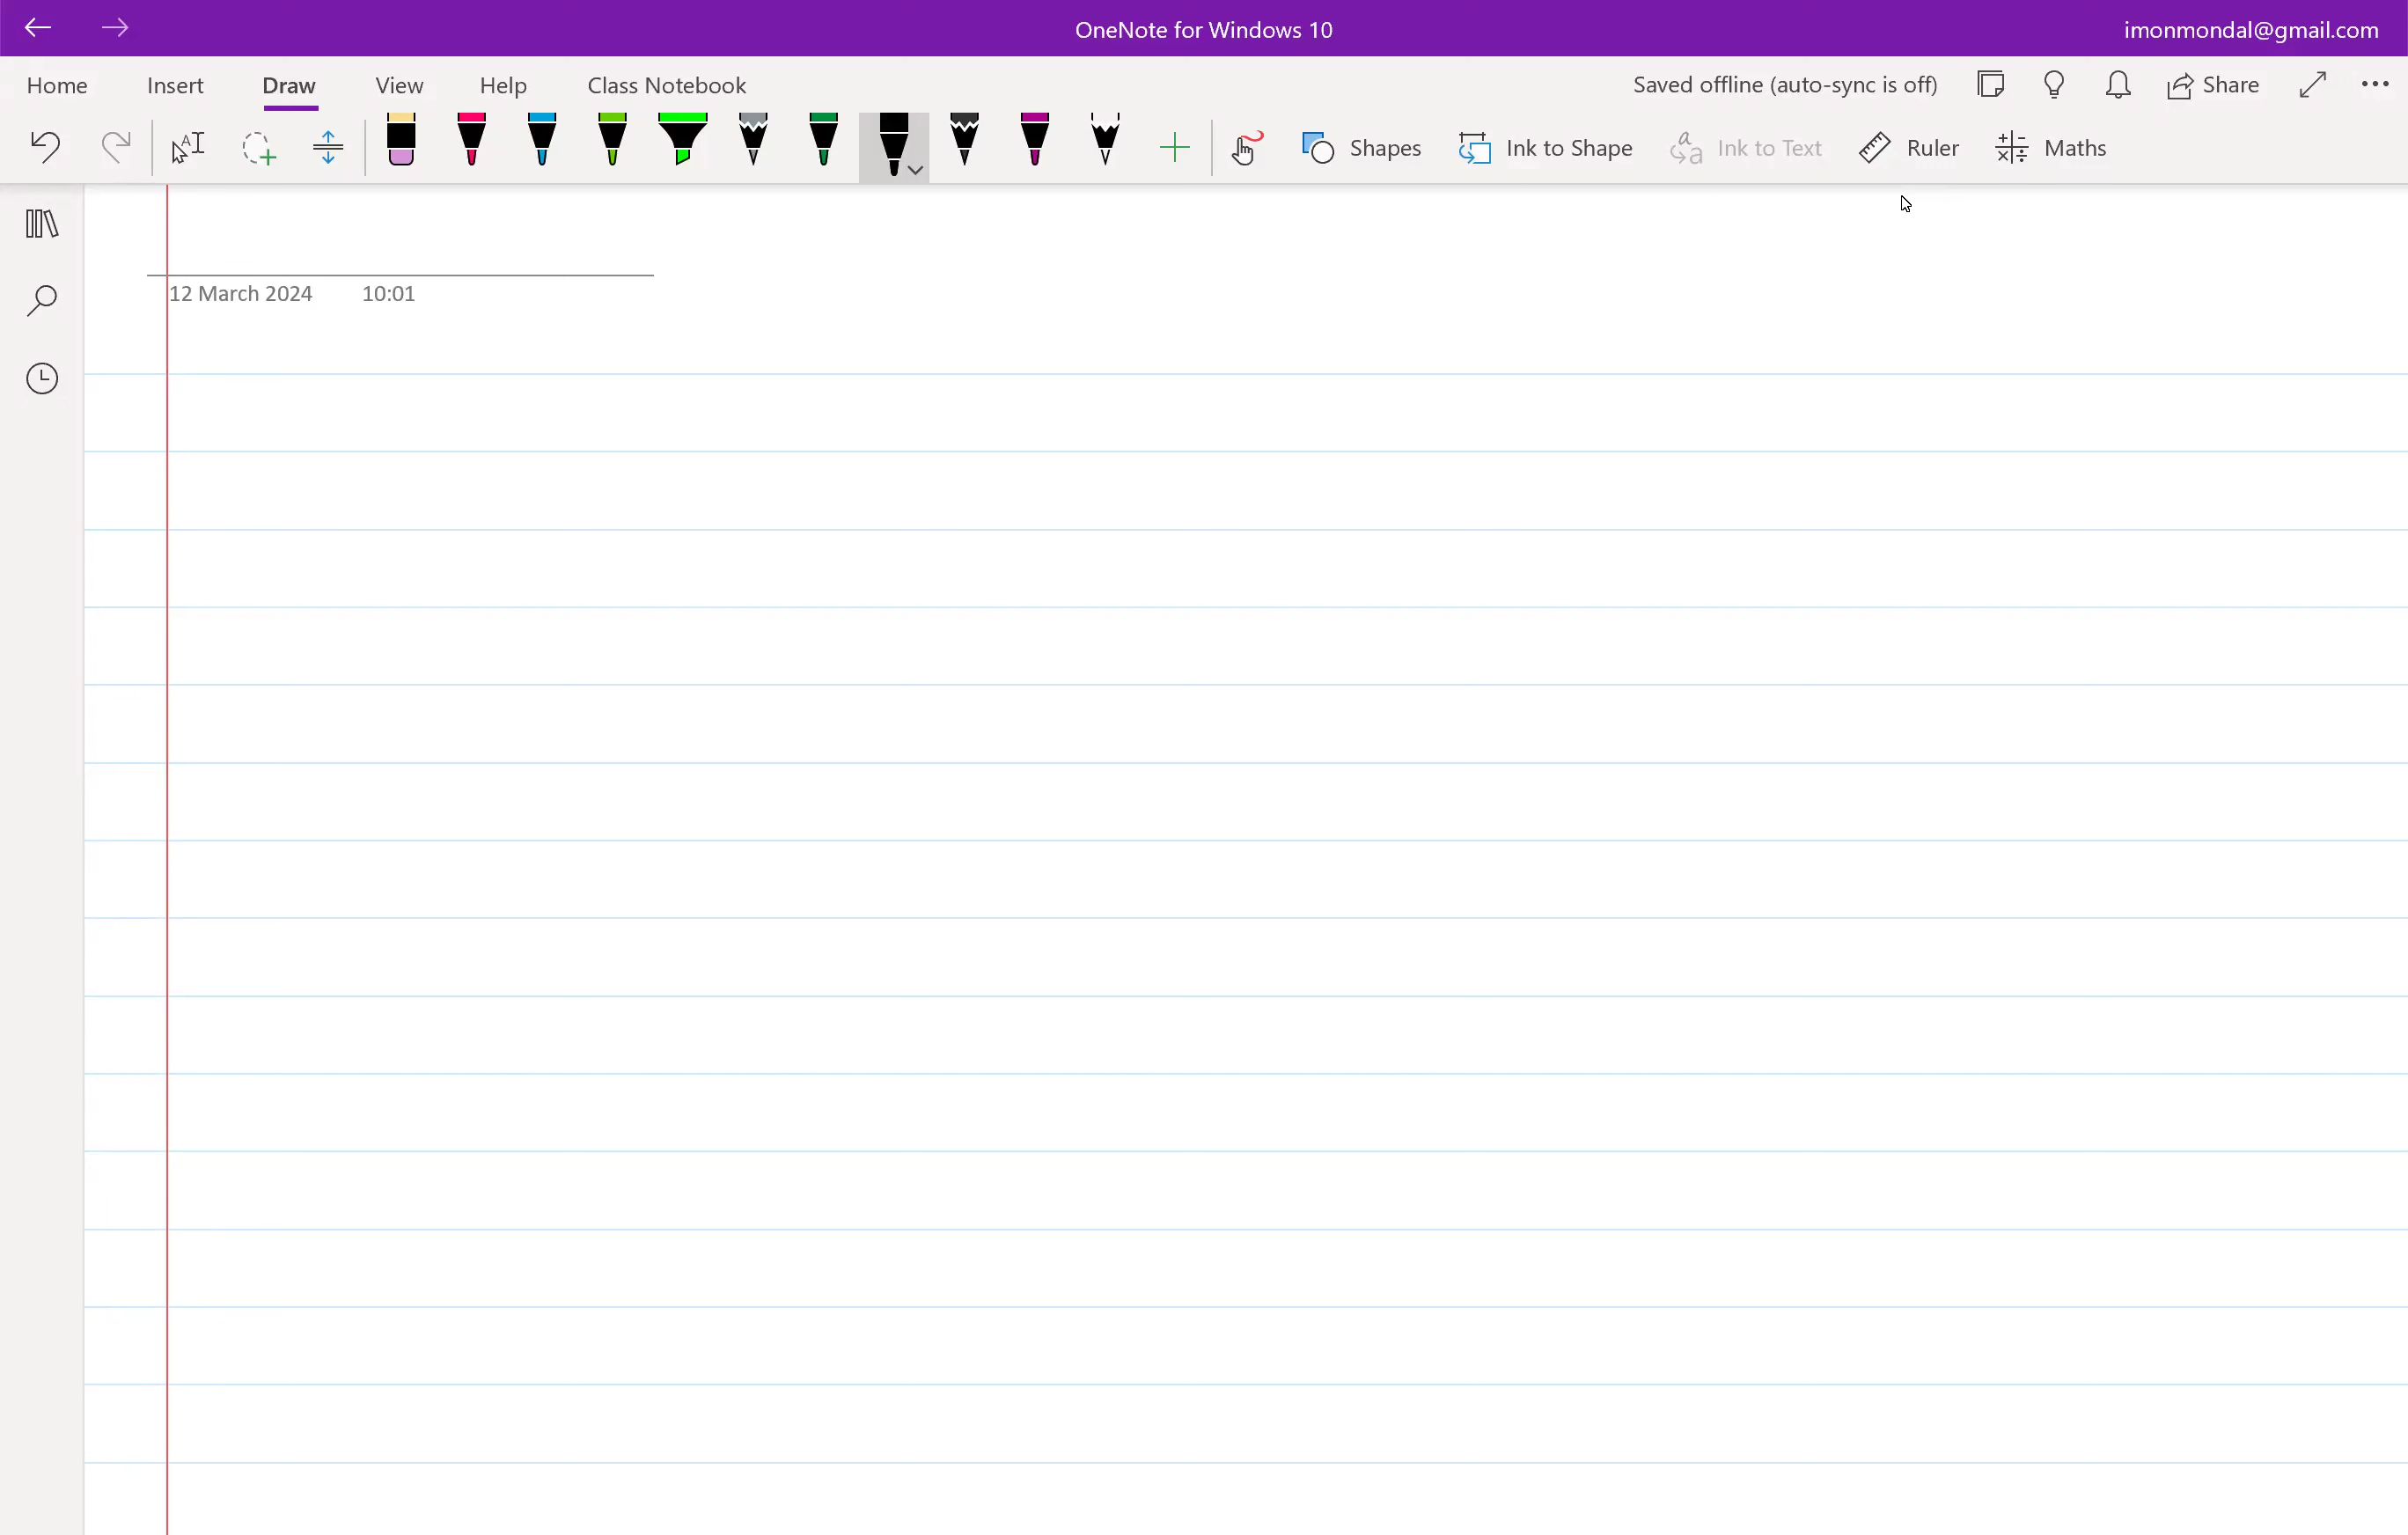 OneNote for Windows 10
imonmondal@gmail.com
Home Insert Draw View Help Class Notebook
Saved offline (auto-sync is off) Share
Shapes Ink to Shape Ink to Text Ruler Maths
12 March 2024 10:01